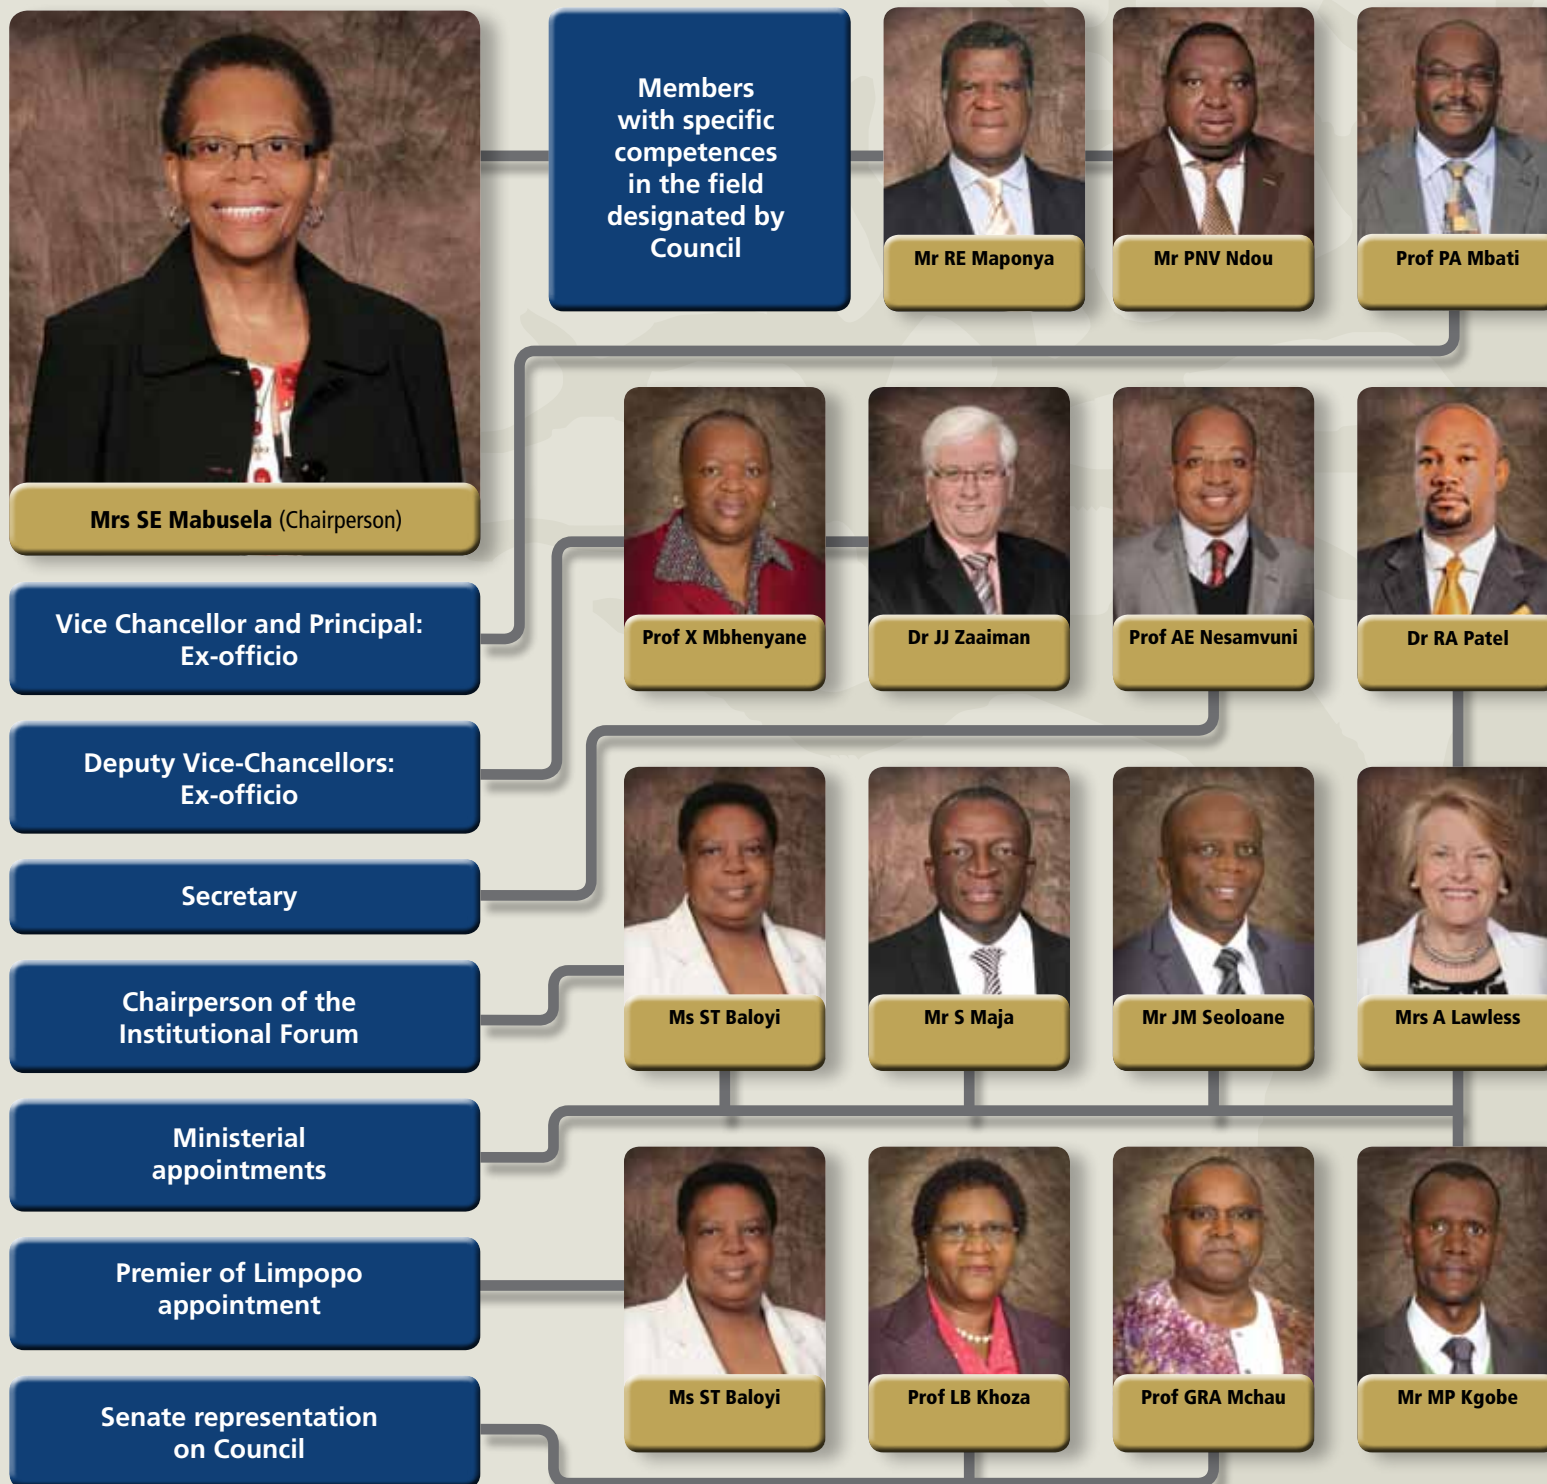 Members
with specific
competences
in the field
designated by
Council
Mr RE Maponya
Mr PNV Ndou
Prof PA Mbati
Mrs SE Mabusela (Chairperson)
Vice Chancellor and Principal:
Ex-officio
Prof X Mbhenyane
Dr JJ Zaaiman
Prof AE Nesamvuni
Dr RA Patel
Deputy Vice-Chancellors:
Ex-officio
Secretary
Chairperson of the
Institutional Forum
Ms ST Baloyi
Mr S Maja
Mr JM Seoloane
Mrs A Lawless
Ministerial
appointments
Premier of Limpopo
appointment
Ms ST Baloyi
Prof LB Khoza
Prof GRA Mchau
Mr MP Kgobe
Senate representation
on Council